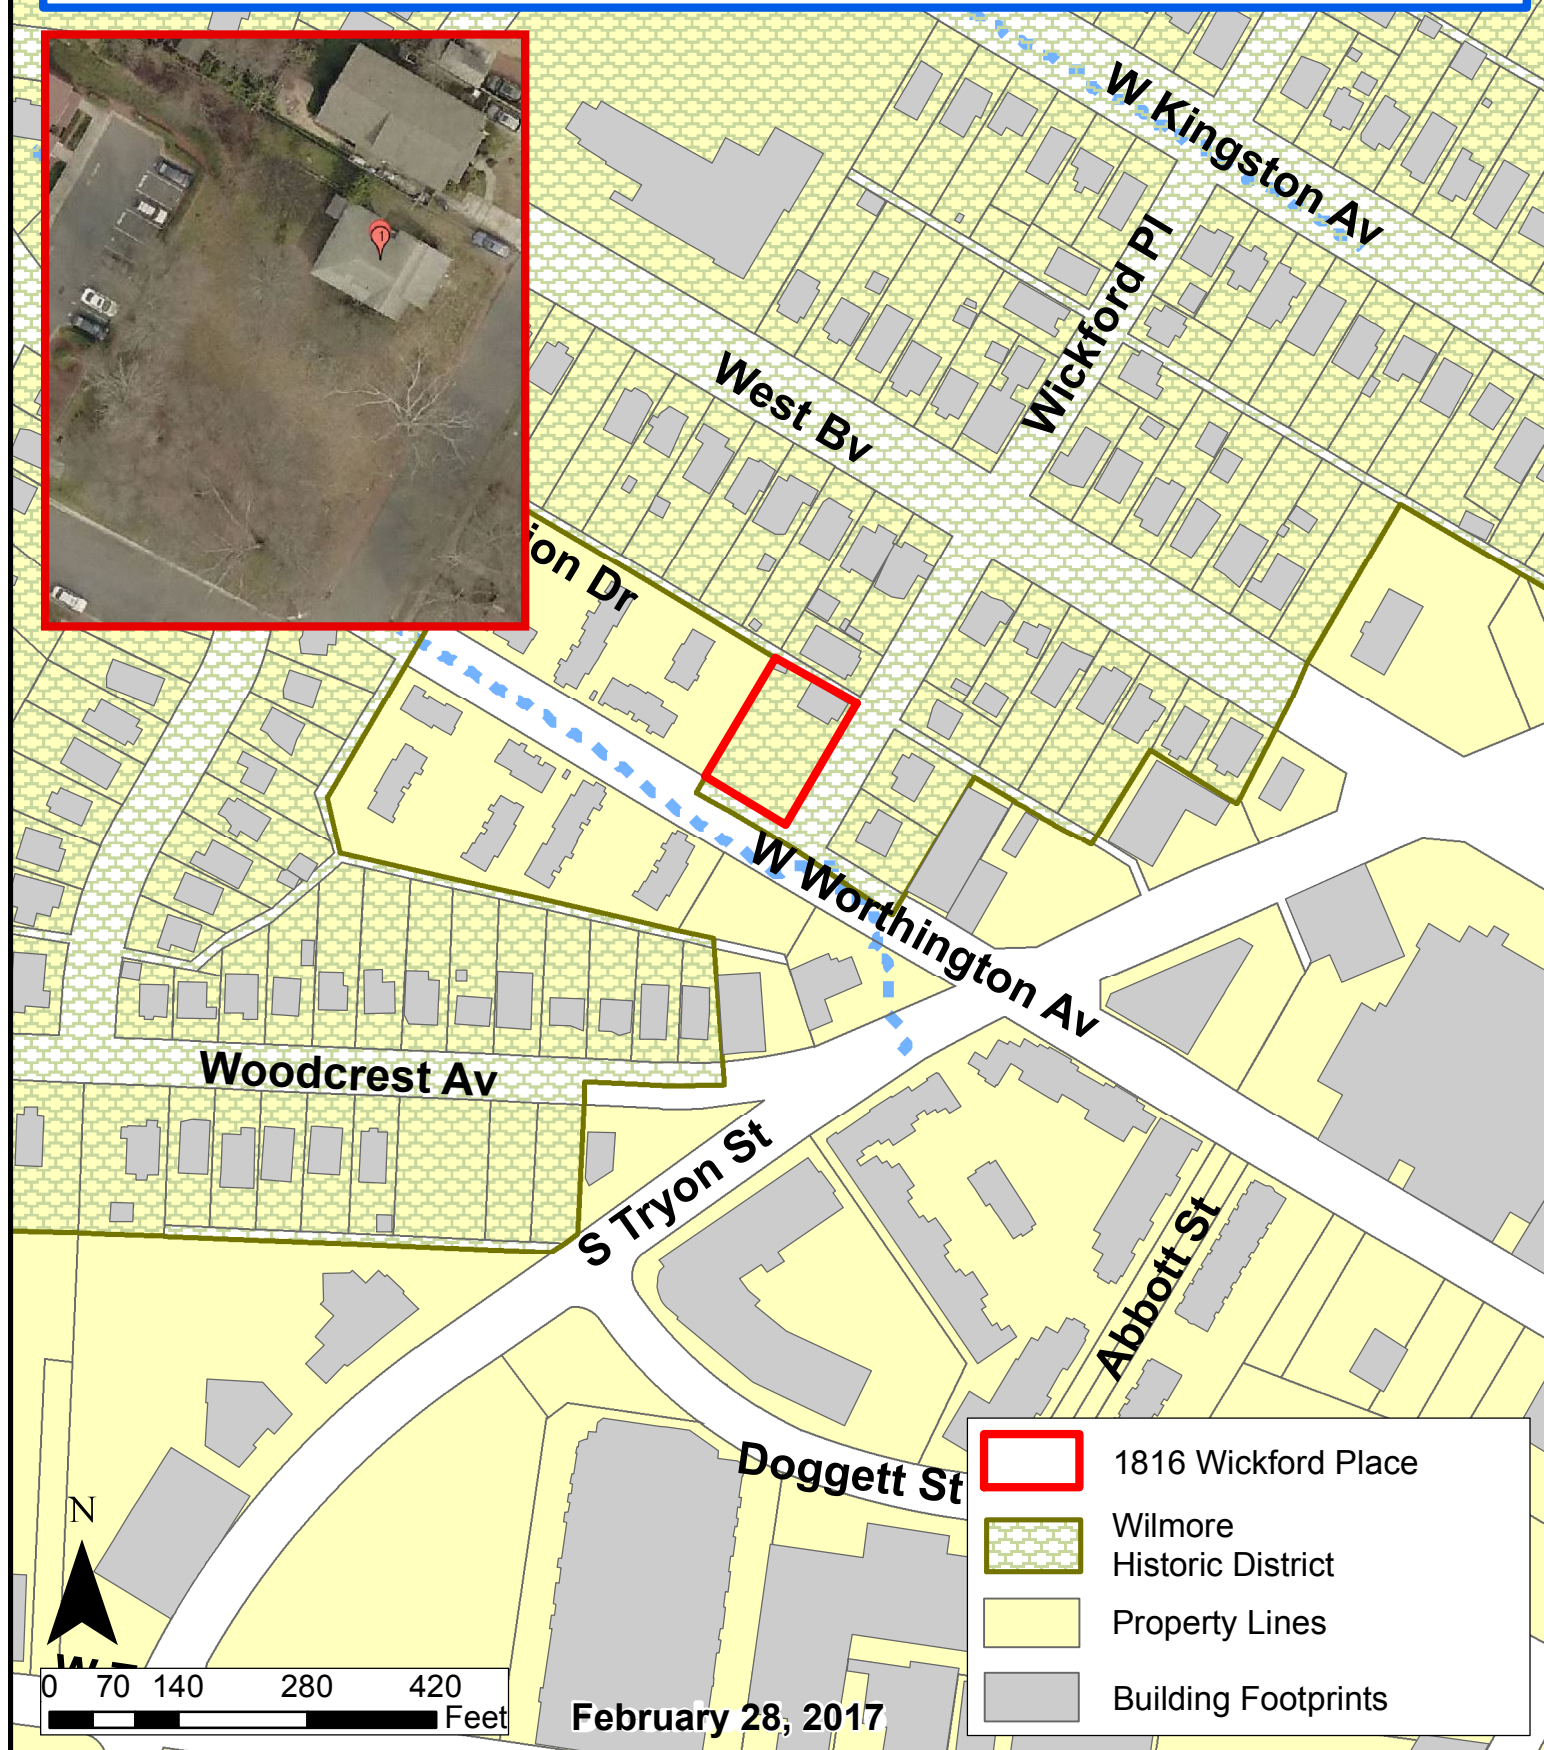 W Kingston Av
1
Wickford Pl
West Bv
ion Dr
W Worthington Av
Woodcrest Av
S Tryon St
Abbott St
Doggett St
1816 Wickford Place
Wilmore
Historic District
Property Lines
Building Footprints
N
W
0 70 140 280 420
Feet
February 28, 2017